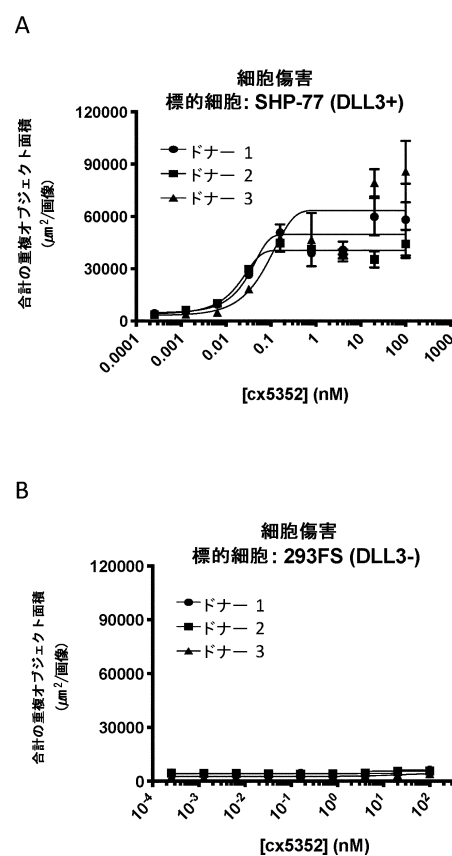 A
細胞傷害
標的細胞: SHP-77 (DLL3+)
合計の重複オブジェクト面積
(μm²/画像)
120000
90000
60000
30000
0
ドナー 1
ドナー 2
ドナー 3
0.0001
0.001
0.01
0.1
1
10
100
1000
[cx5352] (nM)
B
細胞傷害
標的細胞: 293FS (DLL3-)
合計の重複オブジェクト面積
(μm²/画像)
120000
90000
60000
30000
0
ドナー 1
ドナー 2
ドナー 3
10⁻⁴
10⁻³
10⁻²
10⁻¹
10⁰
10¹
10²
[cx5352] (nM)